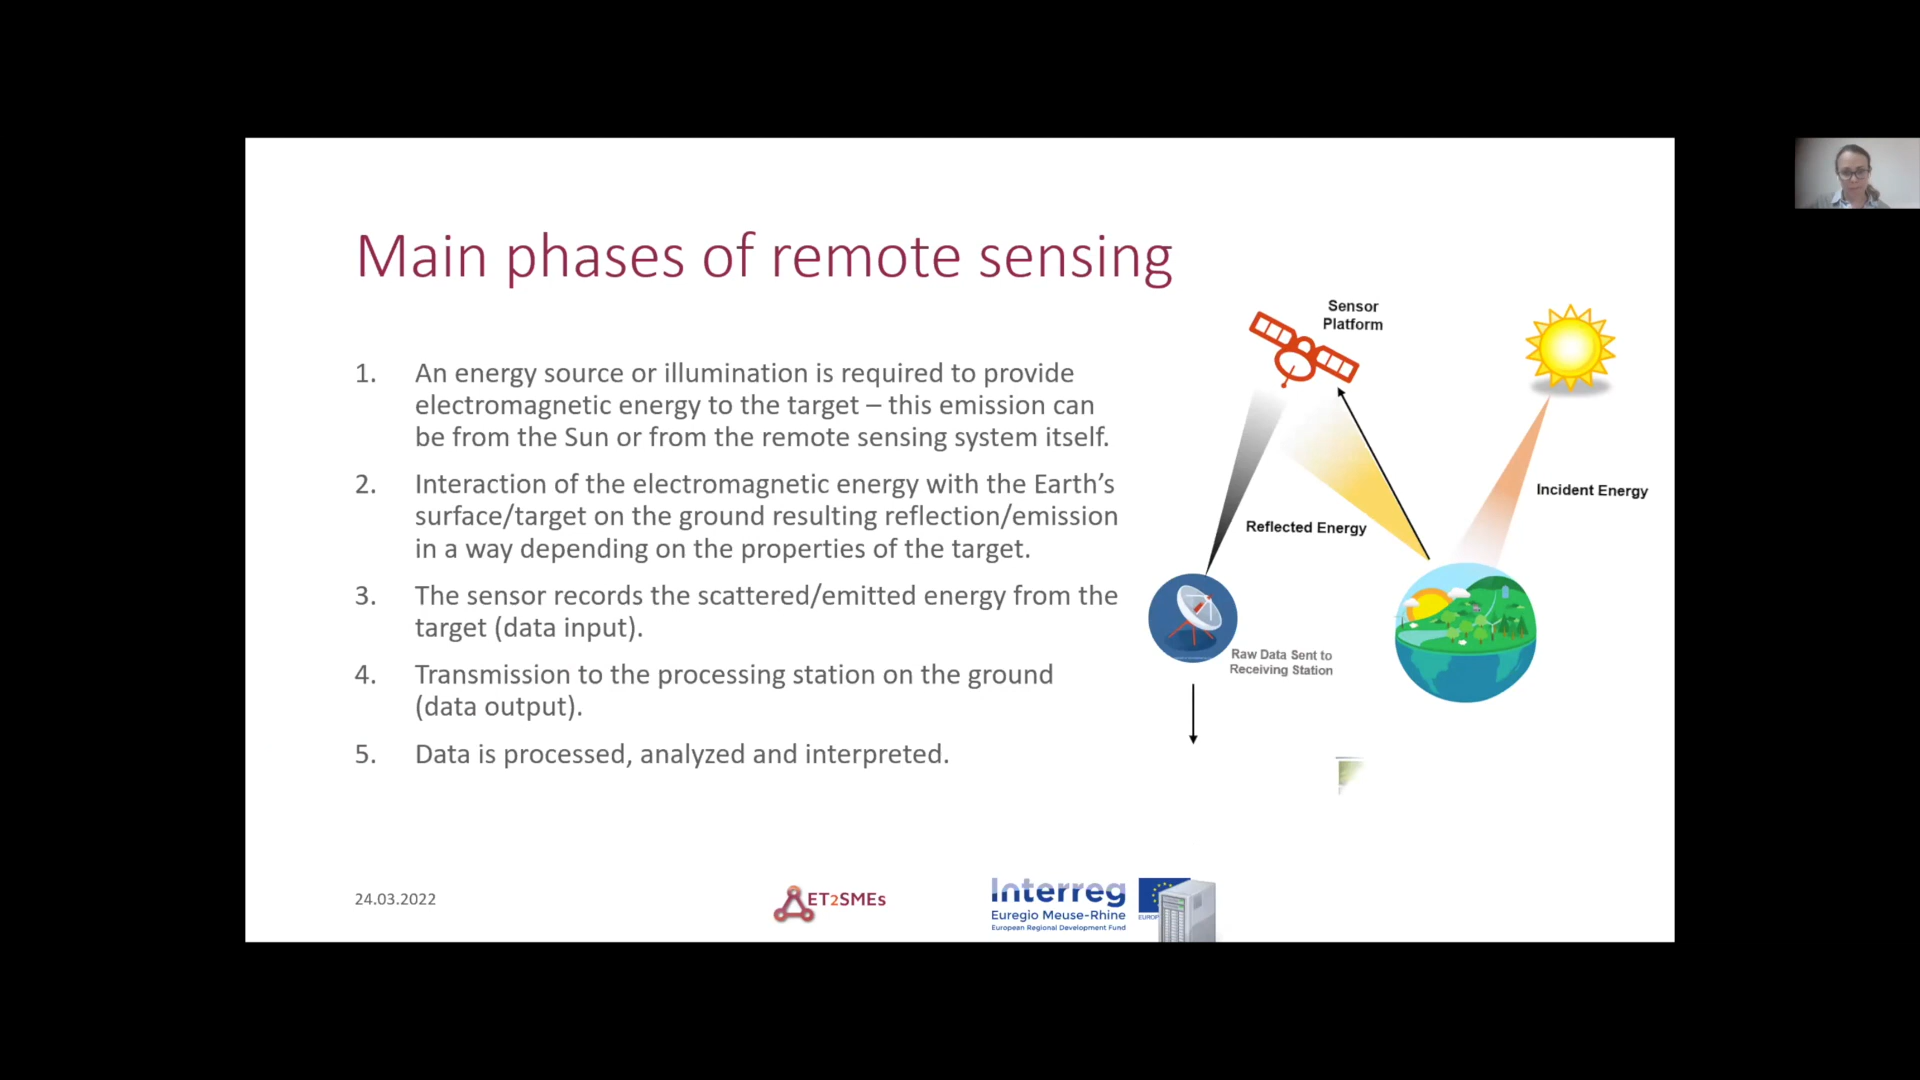 Main phases of remote sensing
1. An energy source or illumination is required to provide
electromagnetic energy to the target – this emission can
be from the Sun or from the remote sensing system itself.
2. Interaction of the electromagnetic energy with the Earth’s
surface/target on the ground resulting reflection/emission
in a way depending on the properties of the target.
3. The sensor records the scattered/emitted energy from the
target (data input).
4. Transmission to the processing station on the ground
(data output).
5. Data is processed, analyzed and interpreted.
Sensor
Platform
Incident Energy
Reflected Energy
Raw Data Sent to
Receiving Station
24.03.2022
ET2SMEs
Interreg
Euregio Meuse-Rhine
European Regional Development Fund